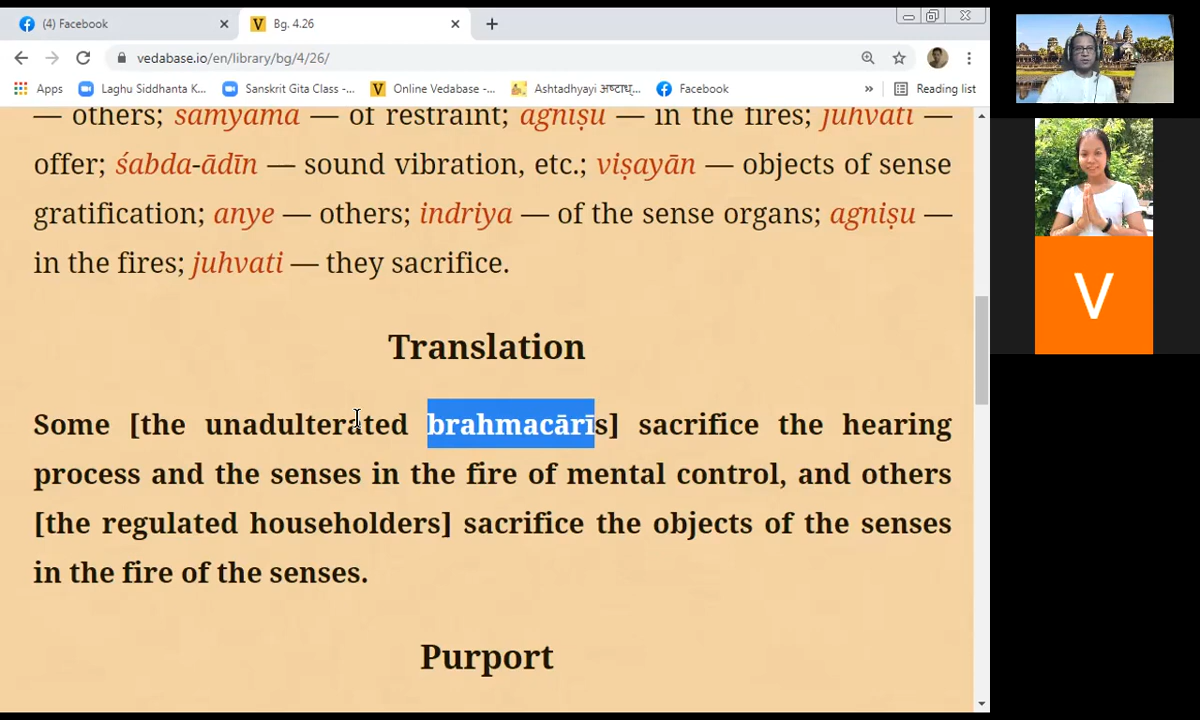 (4) Facebook
Bg. 4.26
vedabase.io/en/library/bg/4/26/
Apps
Laghu Siddhanta K...
Sanskrit Gita Class -...
Online Vedabase -...
Ashtadhyayi अष्टाध्...
Facebook
Reading list
— others; saṁyama — of restraint; agniṣu — in the fires; juhvati —
offer; śabda-ādīn — sound vibration, etc.; viṣayān — objects of sense
gratification; anye — others; indriya — of the sense organs; agniṣu —
in the fires; juhvati — they sacrifice.
Translation
Some [the unadulterated brahmacārīs] sacrifice the hearing
process and the senses in the fire of mental control, and others
[the regulated householders] sacrifice the objects of the senses
in the fire of the senses.
Purport
V